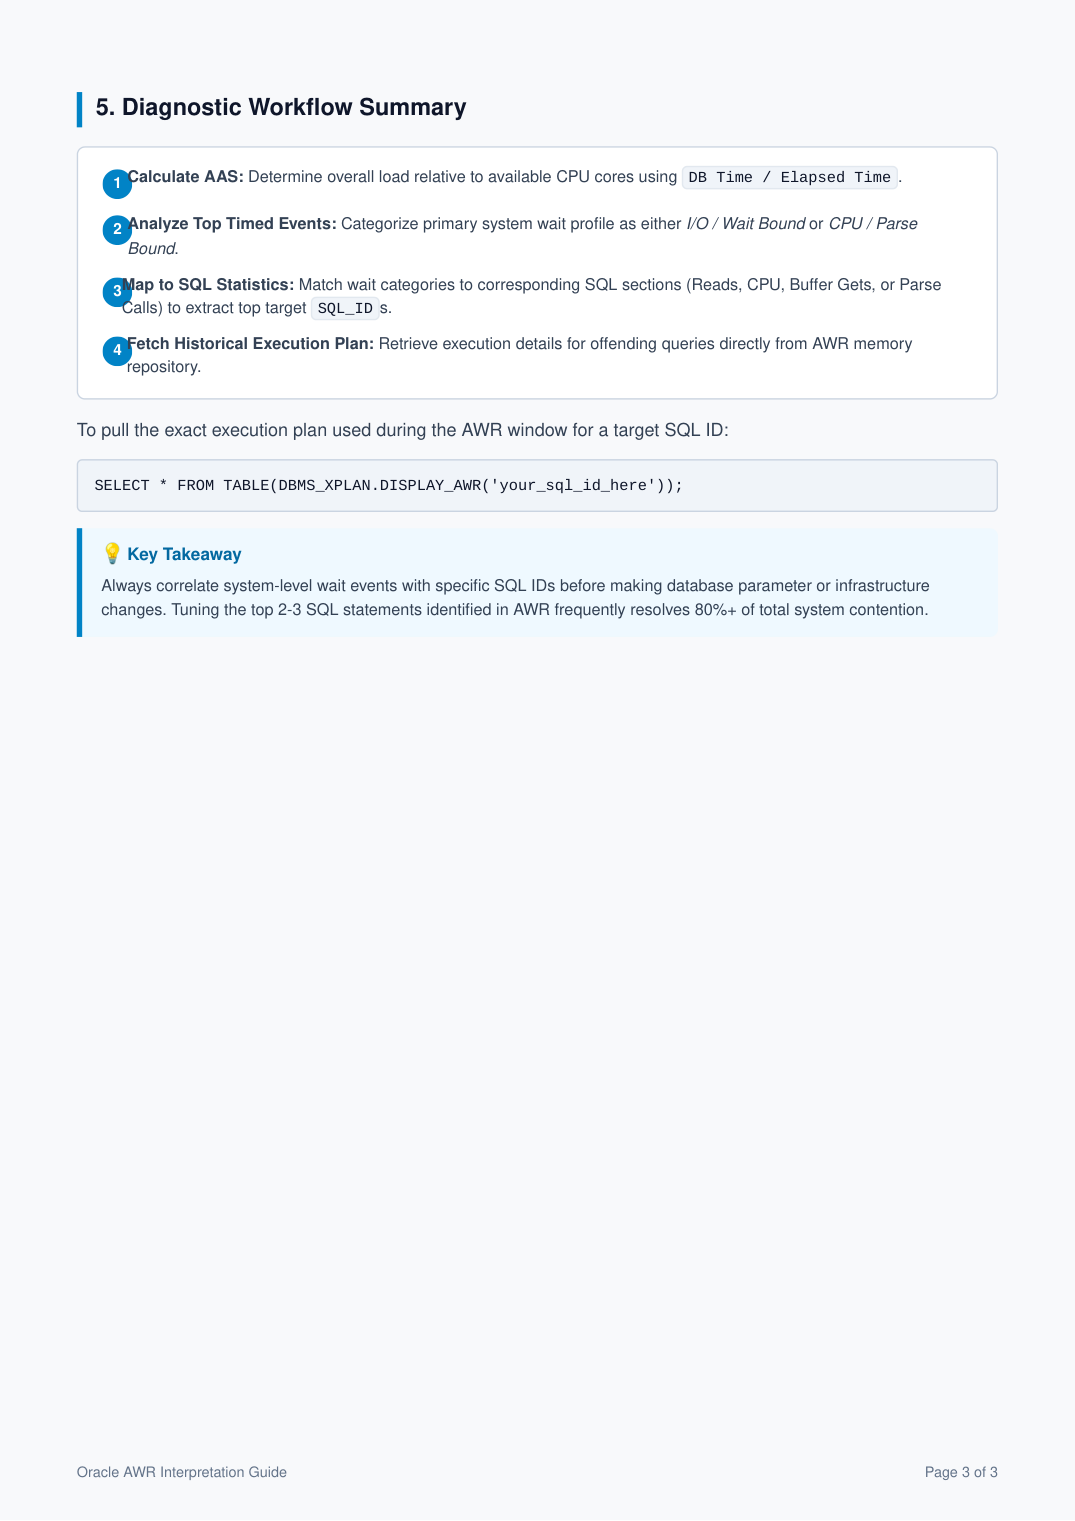 5. Diagnostic Workflow Summary
1 Calculate AAS: Determine overall load relative to available CPU cores using DB Time / Elapsed Time.
2 Analyze Top Timed Events: Categorize primary system wait profile as either I/O / Wait Bound or CPU / Parse
Bound.
3 Map to SQL Statistics: Match wait categories to corresponding SQL sections (Reads, CPU, Buffer Gets, or Parse
Calls) to extract top target SQL_IDs.
4 Fetch Historical Execution Plan: Retrieve execution details for offending queries directly from AWR memory
repository.
To pull the exact execution plan used during the AWR window for a target SQL ID:
SELECT * FROM TABLE(DBMS_XPLAN.DISPLAY_AWR('your_sql_id_here'));
💡 Key Takeaway
Always correlate system-level wait events with specific SQL IDs before making database parameter or infrastructure
changes. Tuning the top 2-3 SQL statements identified in AWR frequently resolves 80%+ of total system contention.
Oracle AWR Interpretation Guide
Page 3 of 3